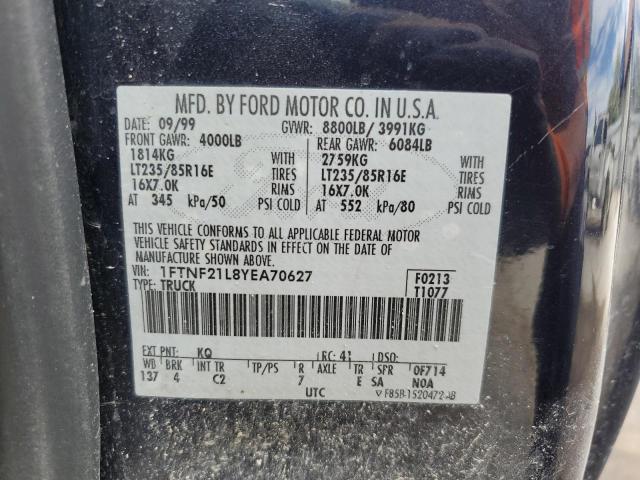 MFD. BY FORD MOTOR CO. IN U.S.A.
DATE: 09/99 GVWR: 8800LB/ 3991KG
FRONT GAWR: 4000LB REAR GAWR: 6084LB
1814KG WITH 2759KG WITH
LT235/85R16E TIRES LT235/85R16E TIRES
16X7.0K RIMS 16X7.0K RIMS
AT 345 kPa/50 PSI COLD AT 552 kPa/80 PSI COLD
THIS VEHICLE CONFORMS TO ALL APPLICABLE FEDERAL MOTOR
VEHICLE SAFETY STANDARDS IN EFFECT ON THE DATE OF
MANUFACTURE SHOWN ABOVE.
VIN: 1FTNF21L8YEA70627 F0213
TYPE: TRUCK T1077
EXT PNT: KQ RC: 41 DSO:
WB BRK INT TR TP/PS R AXLE TR SPR 0F714
137 4 C2 7 E SA N0A
UTC